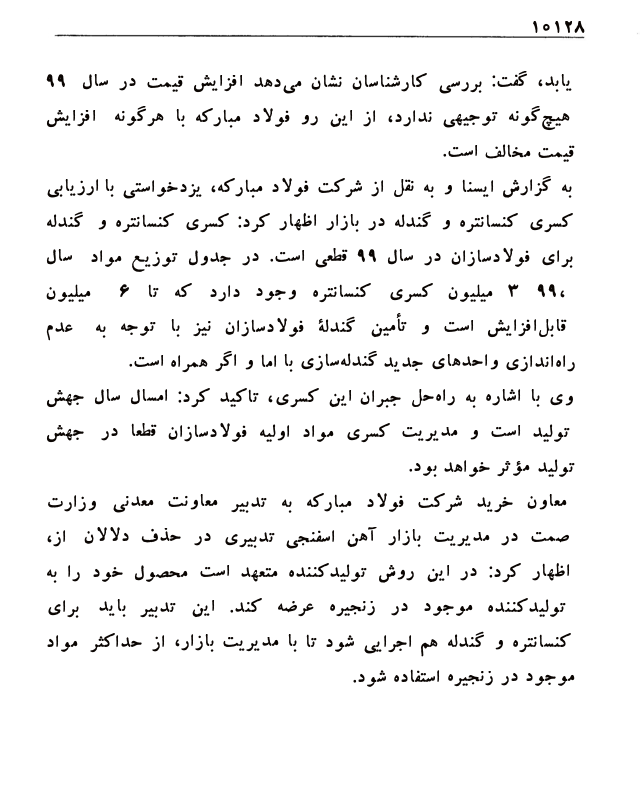 ۱۰۱۲۸
یابد، گفت: بررسی کارشناسان نشان می‌دهد افزایش قیمت در سال ۹۹
هیچ‌گونه توجیهی ندارد، از این رو فولاد مبارکه با هرگونه افزایش
قیمت مخالف است.
به گزارش ایسنا و به نقل از شرکت فولاد مبارکه، یزدخواستی با ارزیابی
کسری کنسانتره و گندله در بازار اظهار کرد: کسری کنسانتره و گندله
برای فولادسازان در سال ۹۹ قطعی است. در جدول توزیع مواد سال
۹۹، ۳ میلیون کسری کنسانتره وجود دارد که تا ۶ میلیون
قابل‌افزایش است و تأمین گندلهٔ فولادسازان نیز با توجه به عدم
راه‌اندازی واحدهای جدید گندله‌سازی با اما و اگر همراه است.
وی با اشاره به راه‌حل جبران این کسری، تاکید کرد: امسال سال جهش
تولید است و مدیریت کسری مواد اولیه فولادسازان قطعا در جهش
تولید مؤثر خواهد بود.
معاون خرید شرکت فولاد مبارکه به تدبیر معاونت معدنی وزارت
صمت در مدیریت بازار آهن اسفنجی تدبیری در حذف دلالان از،
اظهار کرد: در این روش تولیدکننده متعهد است محصول خود را به
تولیدکننده موجود در زنجیره عرضه کند. این تدبیر باید برای
کنسانتره و گندله هم اجرایی شود تا با مدیریت بازار، از حداکثر مواد
موجود در زنجیره استفاده شود.